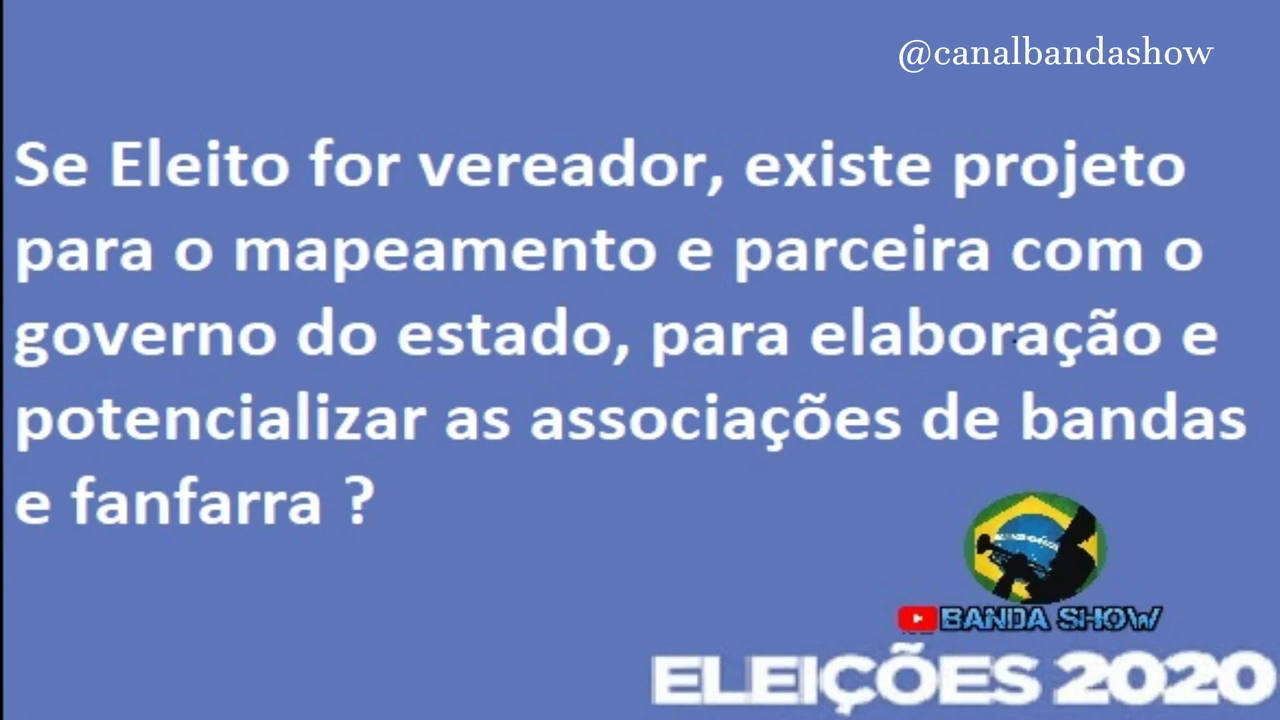 @canalbandashow
Se Eleito for vereador, existe projeto
para o mapeamento e parceira com o
governo do estado, para elaboração e
potencializar as associações de bandas
e fanfarra ?
BANDA SHOW
ELEIÇÕES 2020